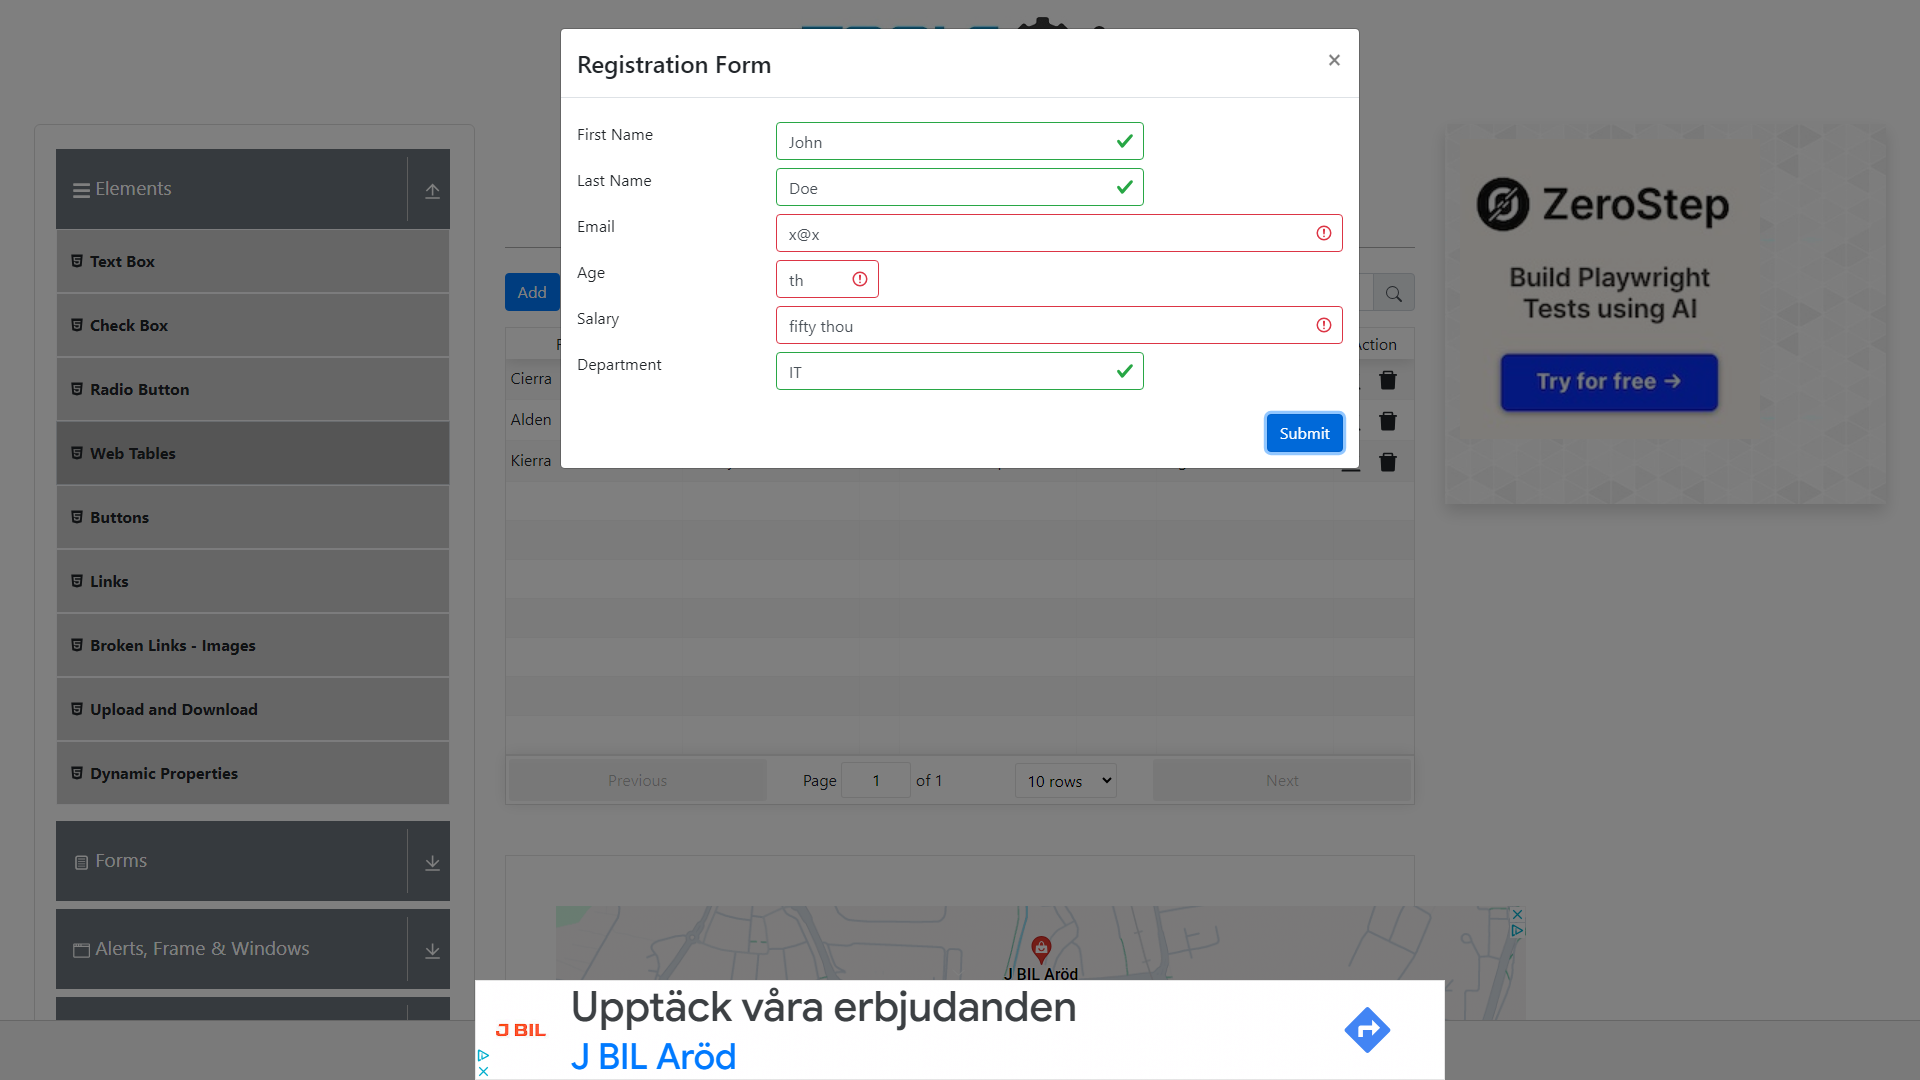 Registration Form
×
First Name
John
Last Name
Doe
Email
x@x
Age
th
Salary
fifty thou
Department
IT
Submit
Elements
Text Box
Check Box
Radio Button
Web Tables
Buttons
Links
Broken Links - Images
Upload and Download
Dynamic Properties
Forms
Alerts, Frame & Windows
Add
Cierra
Alden
Kierra
Previous
Page 1 of 1
10 rows
Next
ZeroStep
Build Playwright
Tests using AI
Try for free →
J BIL Aröd
J BIL
Upptäck våra erbjudanden
J BIL Aröd